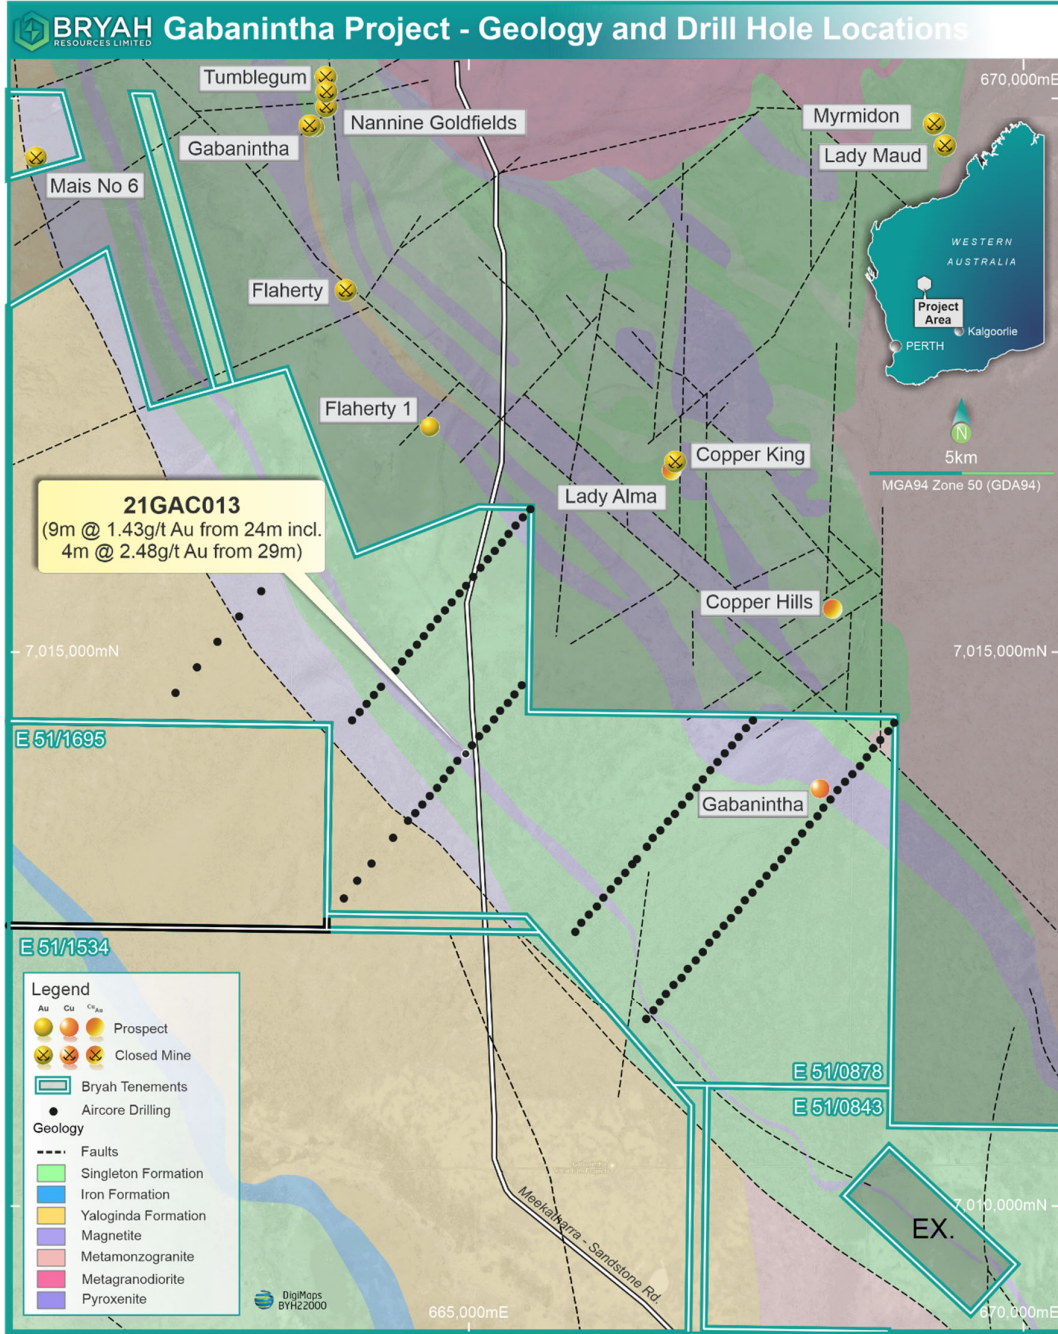 BRYAH
RESOURCES LIMITED
Gabanintha Project - Geology and Drill Hole Locations
670,000mE
Tumblegum
Nannine Goldfields
Gabanintha
Myrmidon
Lady Maud
Mais No 6
WESTERN
AUSTRALIA
Project
Area
Kalgoorlie
PERTH
Flaherty
Flaherty 1
N
5km
MGA94 Zone 50 (GDA94)
Copper King
Lady Alma
21GAC013
(9m @ 1.43g/t Au from 24m incl.
4m @ 2.48g/t Au from 29m)
Copper Hills
7,015,000mN
7,015,000mN
E 51/1695
Gabanintha
E 51/1534
E 51/0878
E 51/0843
Legend
Au Cu Cu Au
Prospect
Closed Mine
Bryah Tenements
Aircore Drilling
Geology
Faults
Singleton Formation
Iron Formation
Yaloginda Formation
Magnetite
Metamonzogranite
Metagranodiorite
Pyroxenite
DigiMaps
BYH22000
Meekatharra - Sandstone Rd
7,010,000mN
EX.
665,000mE
670,000mE